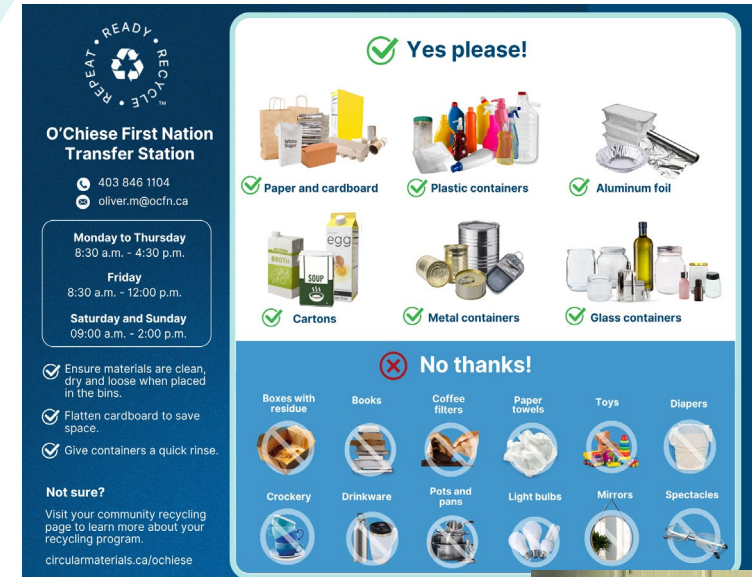 READY • RECYCLE™ • REPEAT •
O'Chiese First Nation
Transfer Station
403 846 1104
oliver.m@ocfn.ca
Monday to Thursday
8:30 a.m. - 4:30 p.m.
Friday
8:30 a.m. - 12:00 p.m.
Saturday and Sunday
09:00 a.m. - 2:00 p.m.
Ensure materials are clean,
dry and loose when placed
in the bins.
Flatten cardboard to save
space.
Give containers a quick rinse.
Not sure?
Visit your community recycling
page to learn more about your
recycling program.
circularmaterials.ca/ochiese
Yes please!
White
Sugar
Paper and cardboard
Plastic containers
Aluminum foil
BROTH
SOUP
egg
Cartons
Metal containers
Glass containers
No thanks!
Boxes with
residue
Books
Coffee
filters
Paper
towels
Toys
Diapers
Crockery
Drinkware
Pots and
pans
Light bulbs
Mirrors
Spectacles